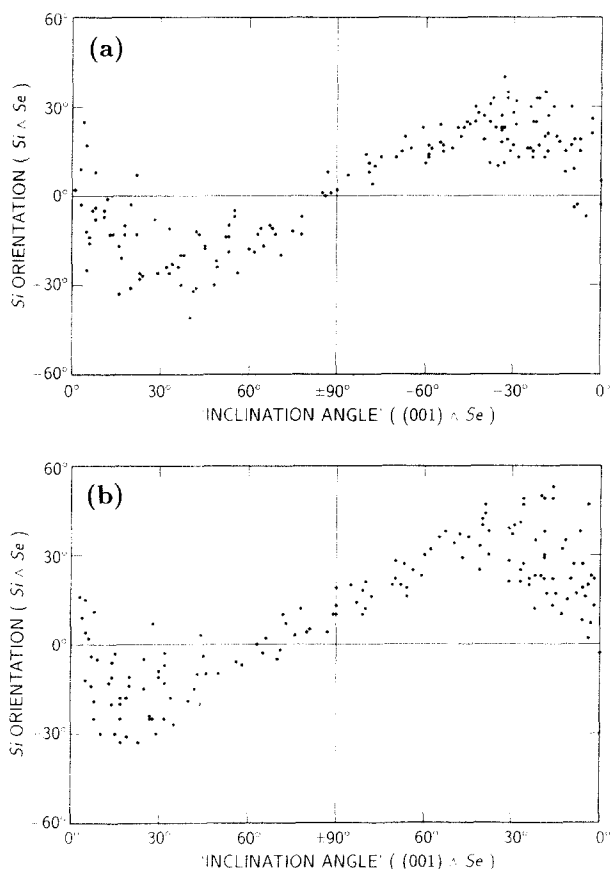 (a)
60°
30°
0°
−30°
−60°
Si ORIENTATION ( Si ∧ Se )
0° 30° 60° ±90° −60° −30° 0°
'INCLINATION ANGLE' ( (001) ∧ Se )
(b)
60°
30°
0°
−30°
−60°
Si ORIENTATION ( Si ∧ Se )
0° 30° 60° ±90° 60° 30° 0°
'INCLINATION ANGLE' ( (001) ∧ Se )